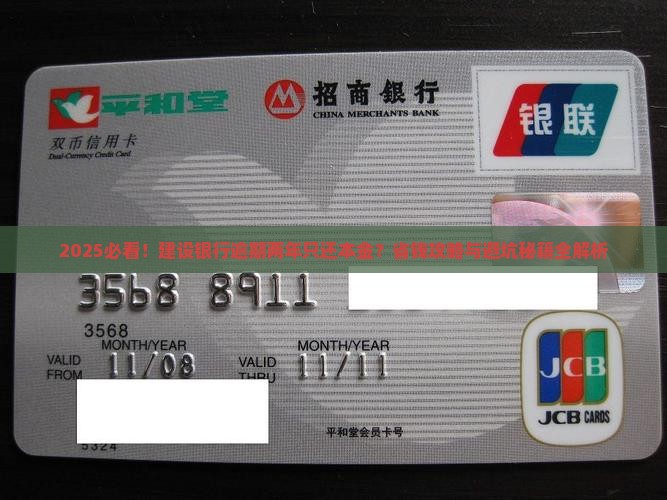 平和堂
双币信用卡
Dual-Currency Credit Card
招商銀行
CHINA MERCHANTS BANK
银联
2025必看！建设银行逾期两年只还本金？省钱攻略与避坑秘籍全解析
3568 8911
3568
MONTH/YEAR MONTH/YEAR
VALID FROM 11/08 VALID THRU 11/11
JCB
JCB CARDS
平和堂会员卡号
5324